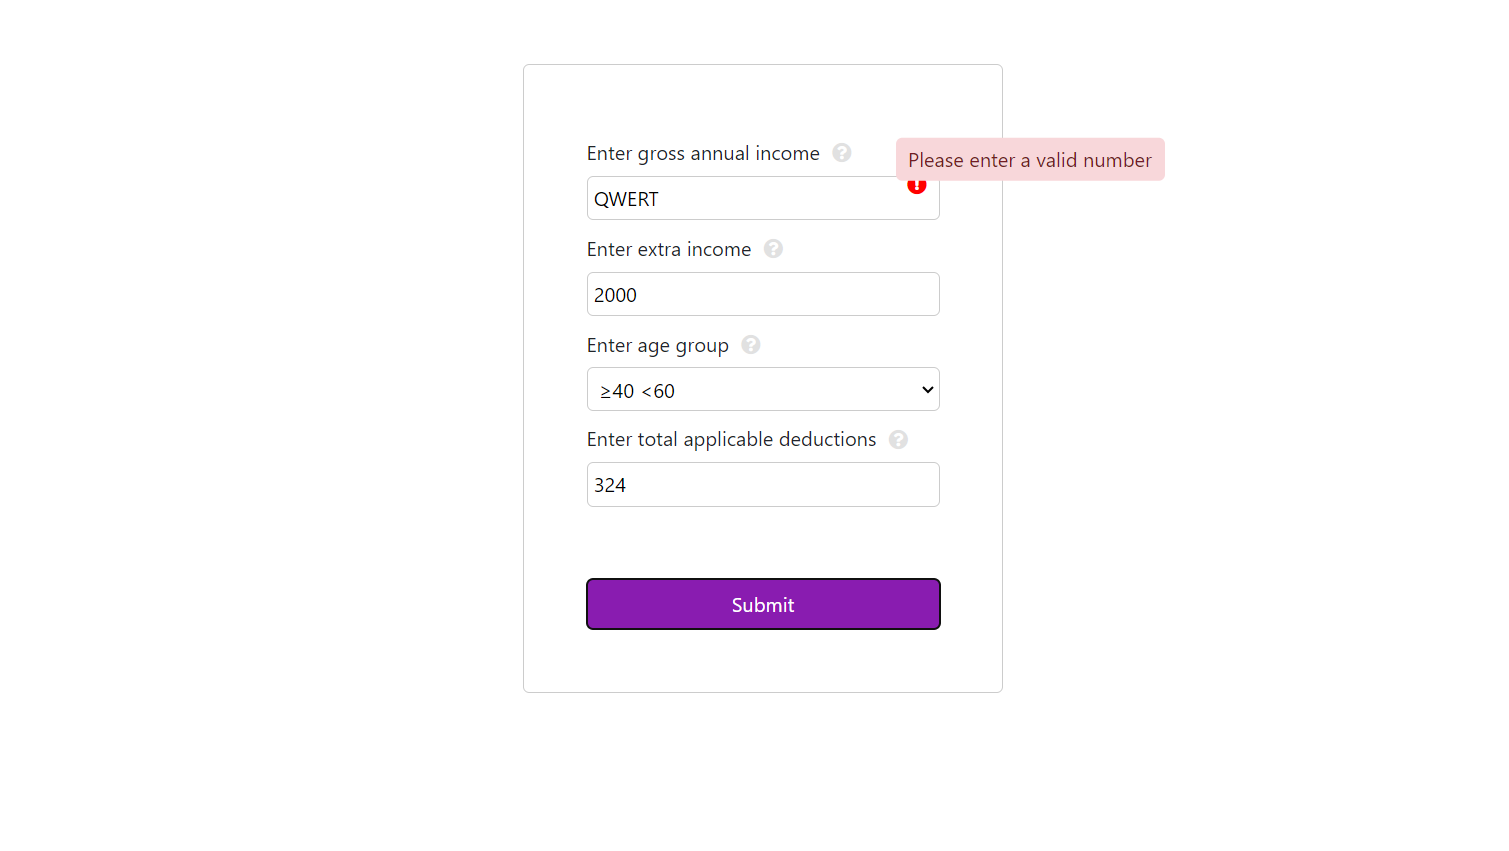 Enter gross annual income ?
Please enter a valid number
!
QWERT
Enter extra income ?
2000
Enter age group ?
≥40 <60
Enter total applicable deductions ?
324
Submit